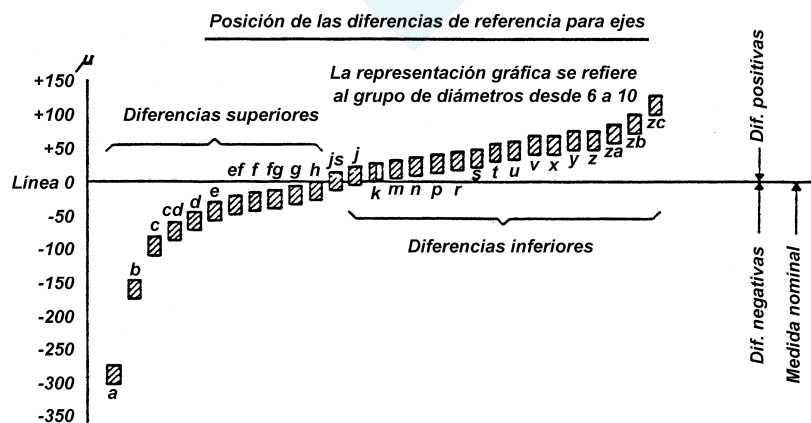 Posición de las diferencias de referencia para ejes
μ
+150
+100
+50
Línea 0
-50
-100
-150
-200
-250
-300
-350
La representación gráfica se refiere
al grupo de diámetros desde 6 a 10
Diferencias superiores
Diferencias inferiores
a
b
c
cd
d
e
ef f fg g h
js
j
k
m n p r
s
t
u
v x y z
za
zb
zc
Dif. positivas
Dif. negativas
Medida nominal